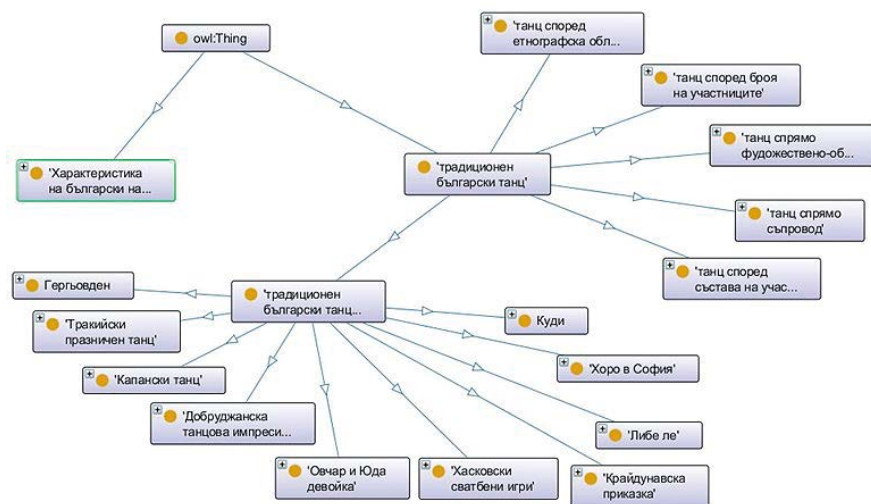 owl:Thing
'танц според
етнографска обл...
'танц според броя
на участниците'
'танц спрямо
фудожествено-об...
'Характеристика
на български на...
'традиционен
български танц'
'танц спрямо
съпровод'
'танц според
състава на учас...
Гергьовден
'традиционен
български танц...
Куди
'Тракийски
празничен танц'
'Хоро в София'
'Капански танц'
'Добруджанска
танцова импреси...
'Либе ле'
'Овчар и Юда
девойка'
'Хасковски
сватбени игри'
'Крайдунавска
приказка'